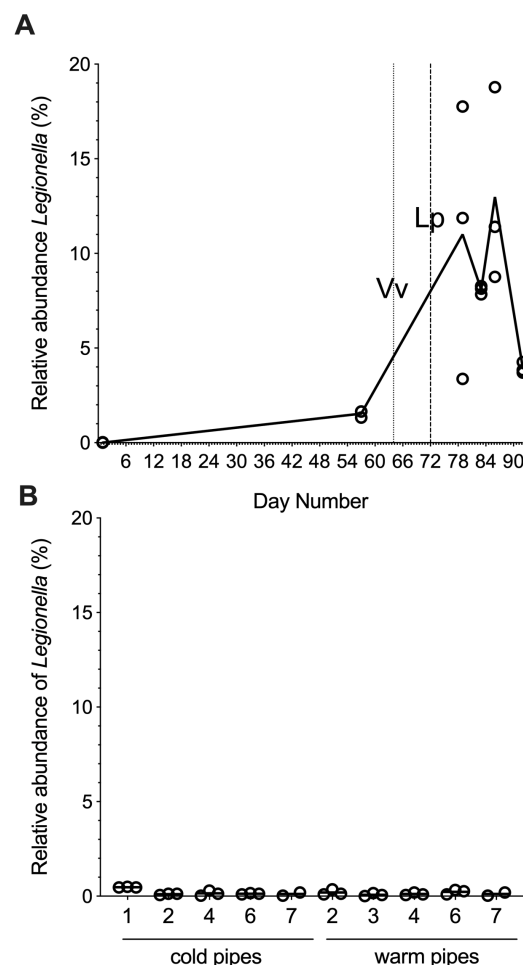 A
Relative abundance Legionella (%)
20
15
10
5
0
Lp
Vv
6 12 18 24 30 36 42 48 54 60 66 72 78 84 90
Day Number
B
Relative abundance of Legionella (%)
20
15
10
5
0
1 2 4 6 7 2 3 4 6 7
cold pipes warm pipes